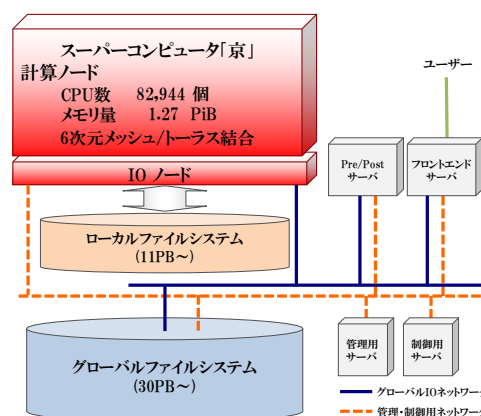 スーパーコンピュータ「京」
計算ノード
CPU数 82,944 個
メモリ量 1.27 PiB
6次元メッシュ/トーラス結合
IO ノード
ユーザー
Pre/Post
サーバ
フロントエンド
サーバ
ローカルファイルシステム
(11PB～)
グローバルファイルシステム
(30PB～)
管理用
サーバ
制御用
サーバ
グローバルIOネットワーク
管理・制御用ネットワーク